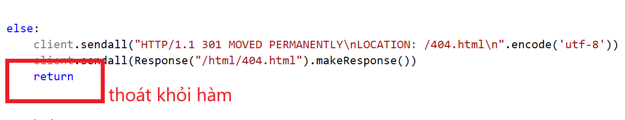 else:
client.sendall("HTTP/1.1 301 MOVED PERMANENTLY\nLOCATION: /404.html\n".encode('utf-8'))
client.sendall(Response("/html/404.html").makeResponse())
return
thoát khỏi hàm